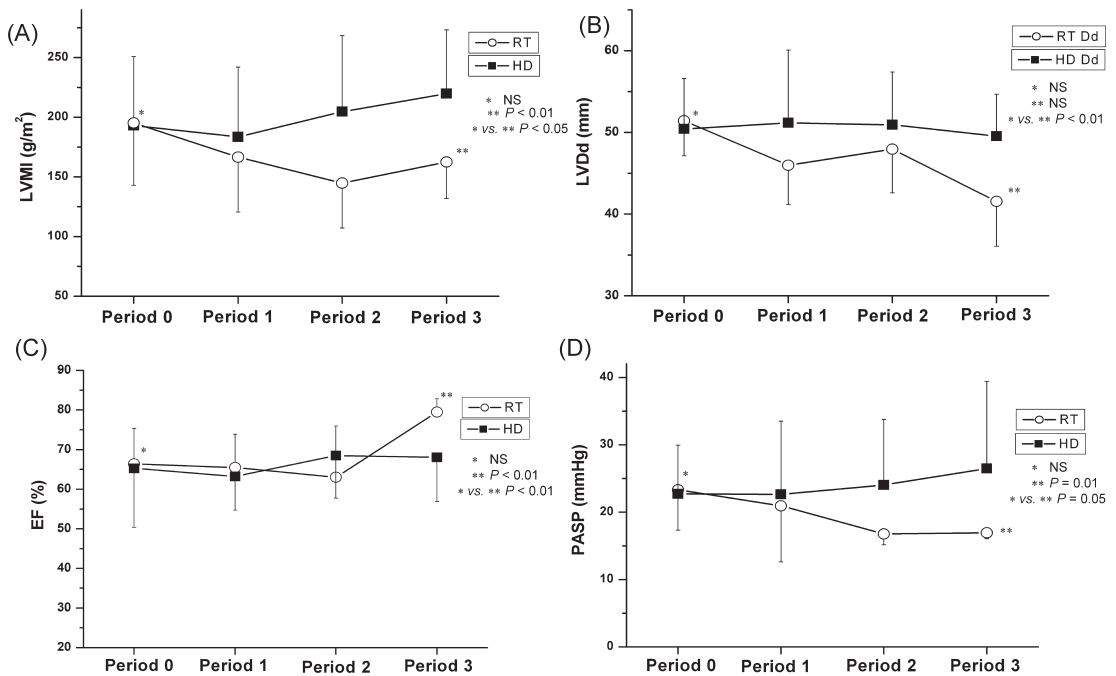 (A)
LVMI (g/m²)
250
200
150
100
50
RT
HD
* NS
** P < 0.01
* vs. ** P < 0.05
*
**
Period 0 Period 1 Period 2 Period 3
(B)
LVDd (mm)
60
50
40
30
RT Dd
HD Dd
* NS
** NS
* vs. ** P < 0.01
*
**
Period 0 Period 1 Period 2 Period 3
(C)
EF (%)
90
80
70
60
50
40
30
20
RT
HD
* NS
** P < 0.01
* vs. ** P < 0.01
*
**
Period 0 Period 1 Period 2 Period 3
(D)
PASP (mmHg)
40
30
20
10
0
RT
HD
* NS
** P = 0.01
* vs. ** P = 0.05
*
**
Period 0 Period 1 Period 2 Period 3